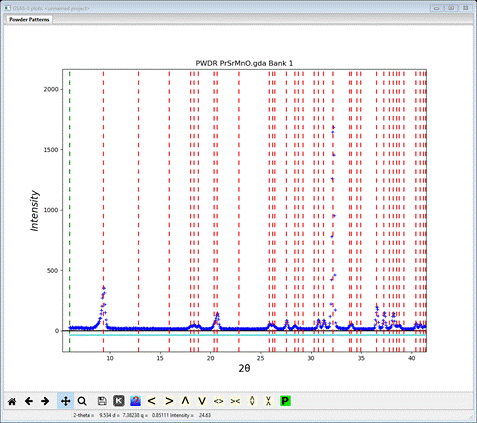 GSAS-II plots: <unnamed project>
Powder Patterns
PWDR PrSrMnO.gda Bank 1
2000
1500
1000
500
0
Intensity
10 15 20 25 30 35 40
2θ
K ? < > Λ V <> >< P
2-theta = 9.534 d = 7.38238 q = 0.85111 Intensity = 24.63